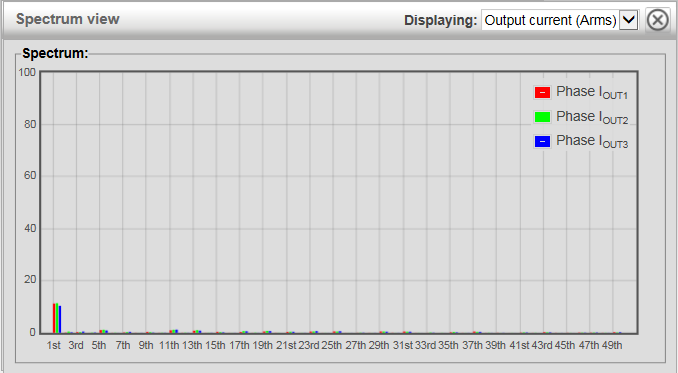 Spectrum view
Displaying: Output current (Arms)
Spectrum:
100
80
60
40
20
0
Phase IOUT1
Phase IOUT2
Phase IOUT3
1st 3rd 5th 7th 9th 11th 13th 15th 17th 19th 21st 23rd 25th 27th 29th 31st 33rd 35th 37th 39th 41st 43rd 45th 47th 49th